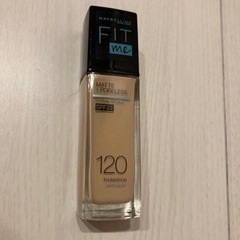 MAYBELLINE
FIT
me
MATTE
+ PORELESS
120
FOUNDATION